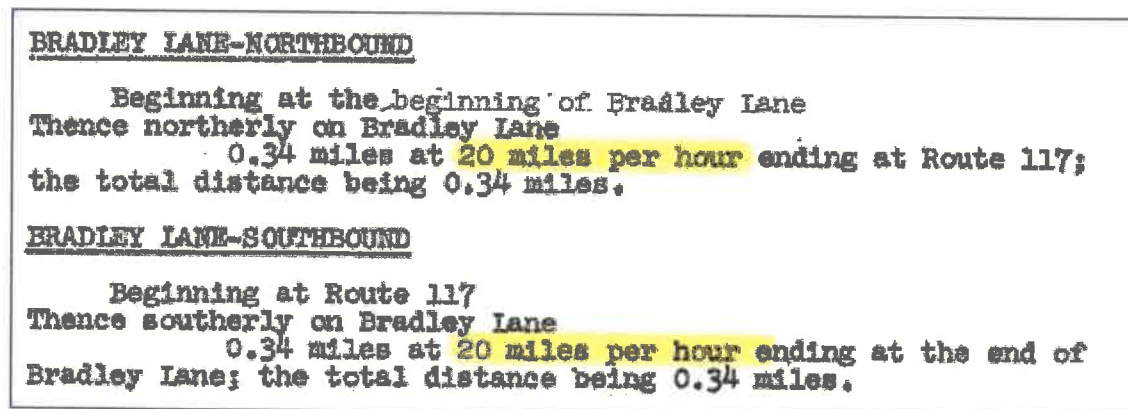 BRADLEY LANE-NORTHBOUND
Beginning at the beginning of Bradley Lane
Thence northerly on Bradley Lane
0.34 miles at 20 miles per hour ending at Route 117;
the total distance being 0.34 miles.
BRADLEY LANE-SOUTHBOUND
Beginning at Route 117
Thence southerly on Bradley Lane
0.34 miles at 20 miles per hour ending at the end of
Bradley Lane; the total distance being 0.34 miles.